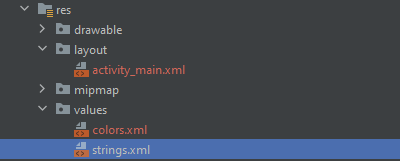 res
drawable
layout
activity_main.xml
mipmap
values
colors.xml
strings.xml